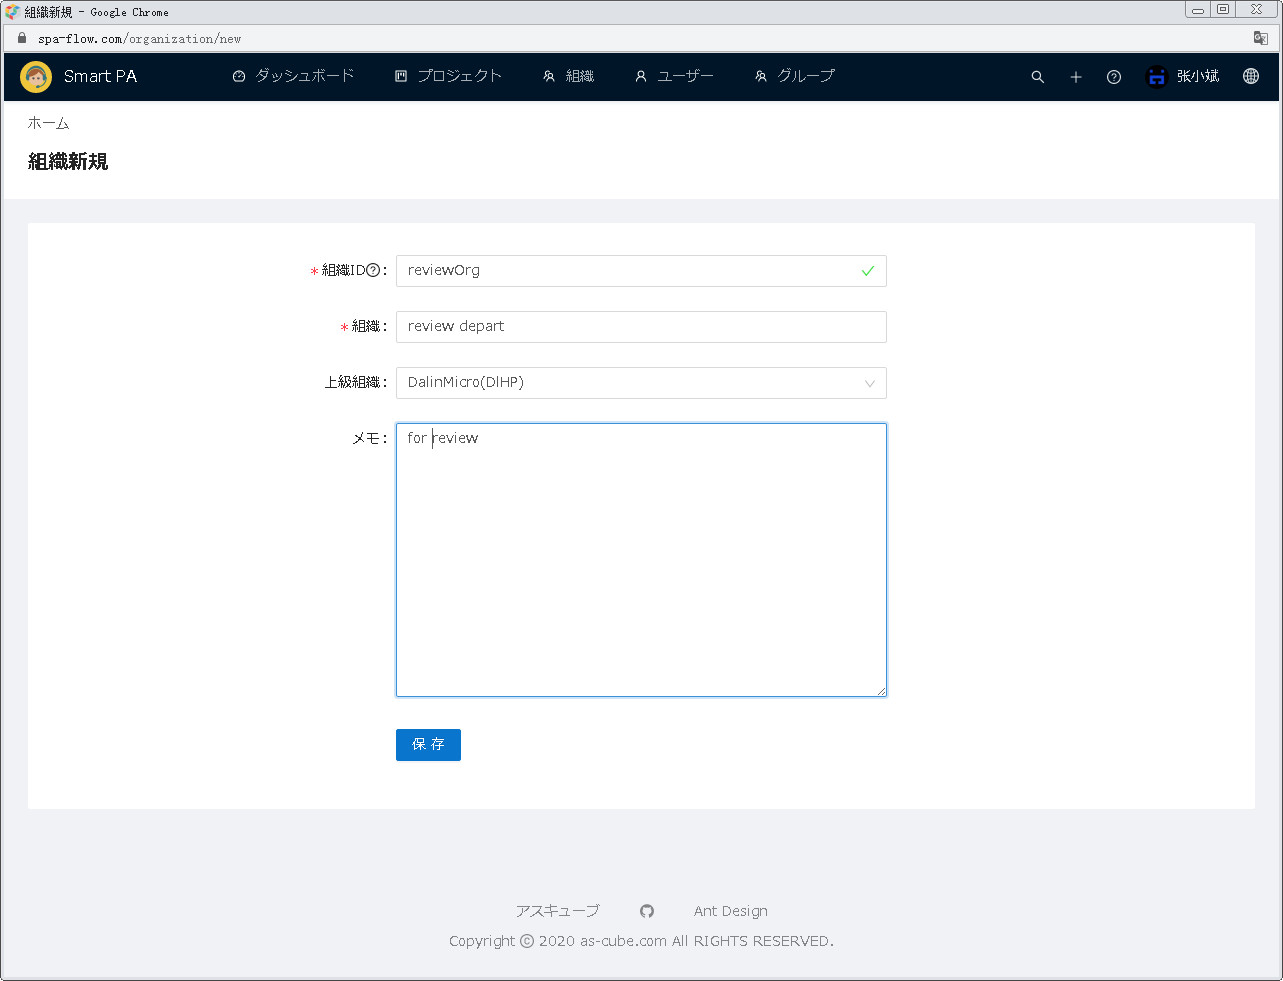 組織新規 - Google Chrome
spa-flow.com/organization/new
Smart PA ダッシュボード プロジェクト 組織 ユーザー グループ 张小斌
ホーム
組織新規
* 組織ID : reviewOrg
* 組織 : review depart
上級組織 : DalinMicro(DlHP)
メモ : for review
保 存
アスキューブ Ant Design
Copyright © 2020 as-cube.com All RIGHTS RESERVED.